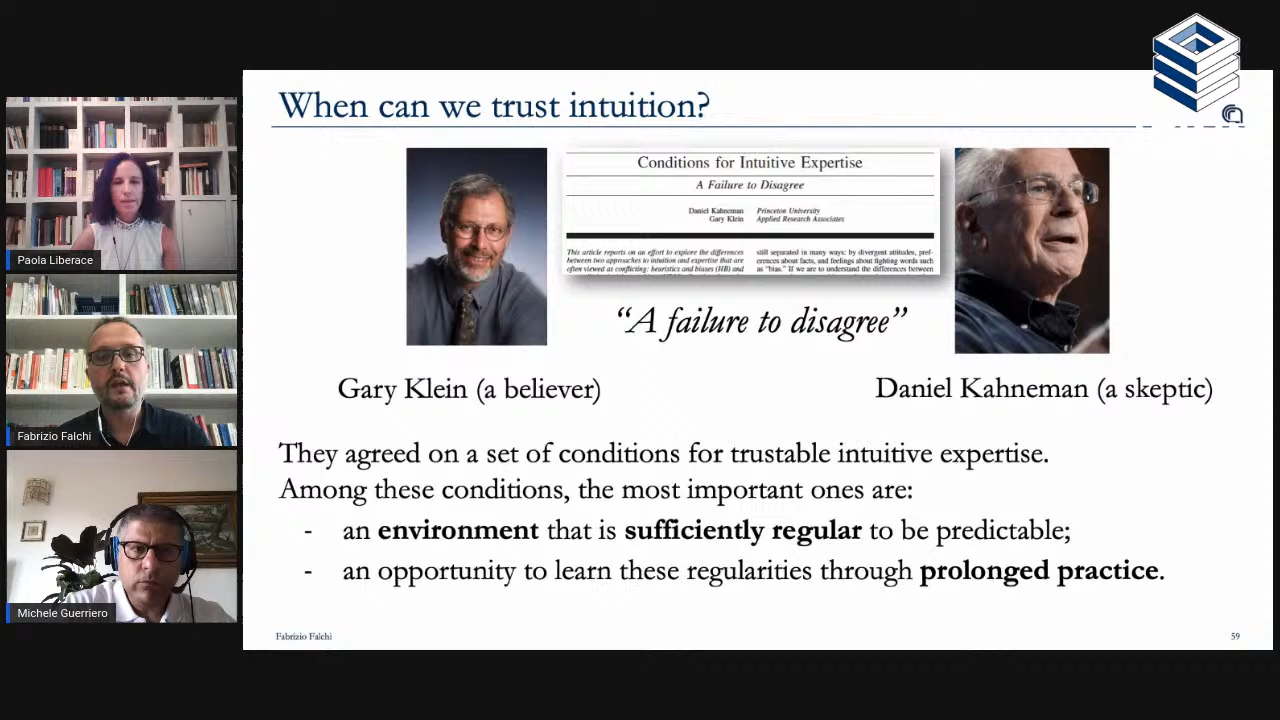 When can we trust intuition?
Conditions for Intuitive Expertise
A Failure to Disagree
Daniel Kahneman Princeton University
Gary Klein Applied Research Associates
This article reports on an effort to explore the differences
between two approaches to intuition and expertise that are
often viewed as conflicting: heuristics and biases (HB) and
still separated in many ways: by divergent attitudes, pref-
erences about facts, and feelings about fighting words such
as "bias." If we are to understand the differences between
“A failure to disagree”
Gary Klein (a believer)
Daniel Kahneman (a skeptic)
They agreed on a set of conditions for trustable intuitive expertise.
Among these conditions, the most important ones are:
- an environment that is sufficiently regular to be predictable;
- an opportunity to learn these regularities through prolonged practice.
Fabrizio Falchi
59
Paola Liberace
Fabrizio Falchi
Michele Guerriero